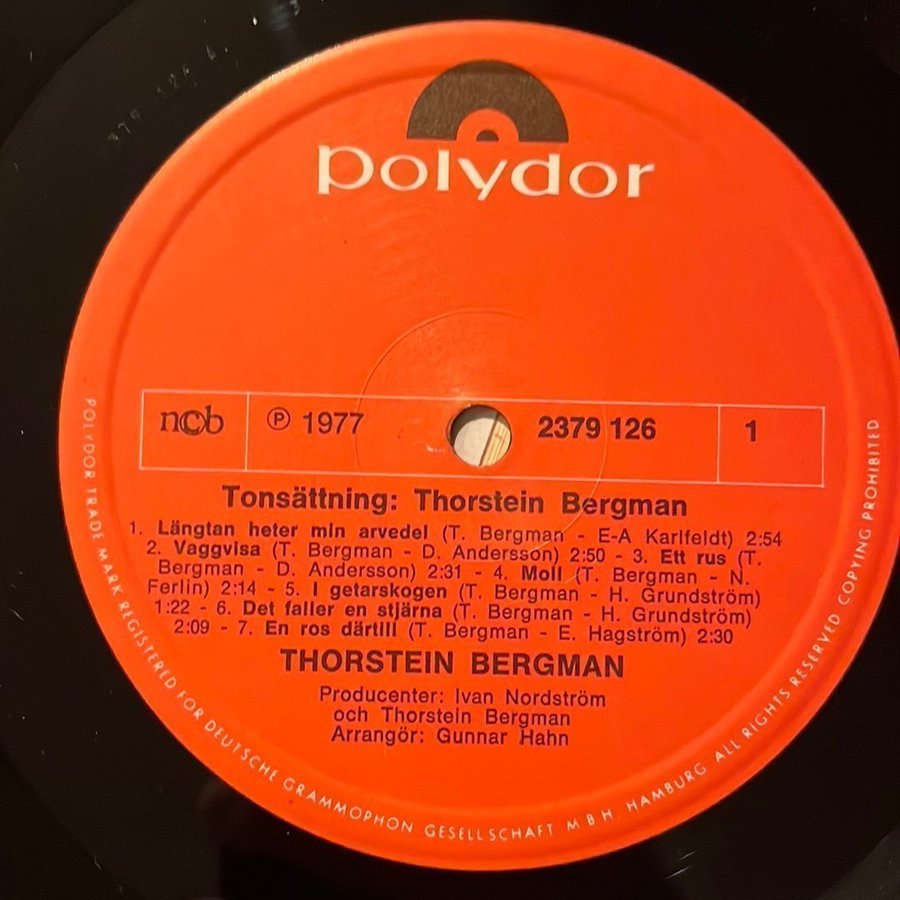 379 126 A
polydor
ncb ℗ 1977 2379 126 1
Tonsättning: Thorstein Bergman
1. Längtan heter min arvedel (T. Bergman - E-A Karlfeldt) 2:54
2. Vaggvisa (T. Bergman - D. Andersson) 2:50 - 3. Ett rus (T.
Bergman - D. Andersson) 2:31 - 4. Moll (T. Bergman - N.
Ferlin) 2:14 - 5. I getarskogen (T. Bergman - H. Grundström)
1:22 - 6. Det faller en stjärna (T. Bergman - H. Grundström)
2:09 - 7. En ros därtill (T. Bergman - E. Hagström) 2:30
THORSTEIN BERGMAN
Producenter: Ivan Nordström
och Thorstein Bergman
Arrangör: Gunnar Hahn
POLYDOR TRADE MARK REGISTERED FOR DEUTSCHE GRAMMOPHON GESELLSCHAFT M.B.H. HAMBURG ALL RIGHTS RESERVED COPYING PROHIBITED